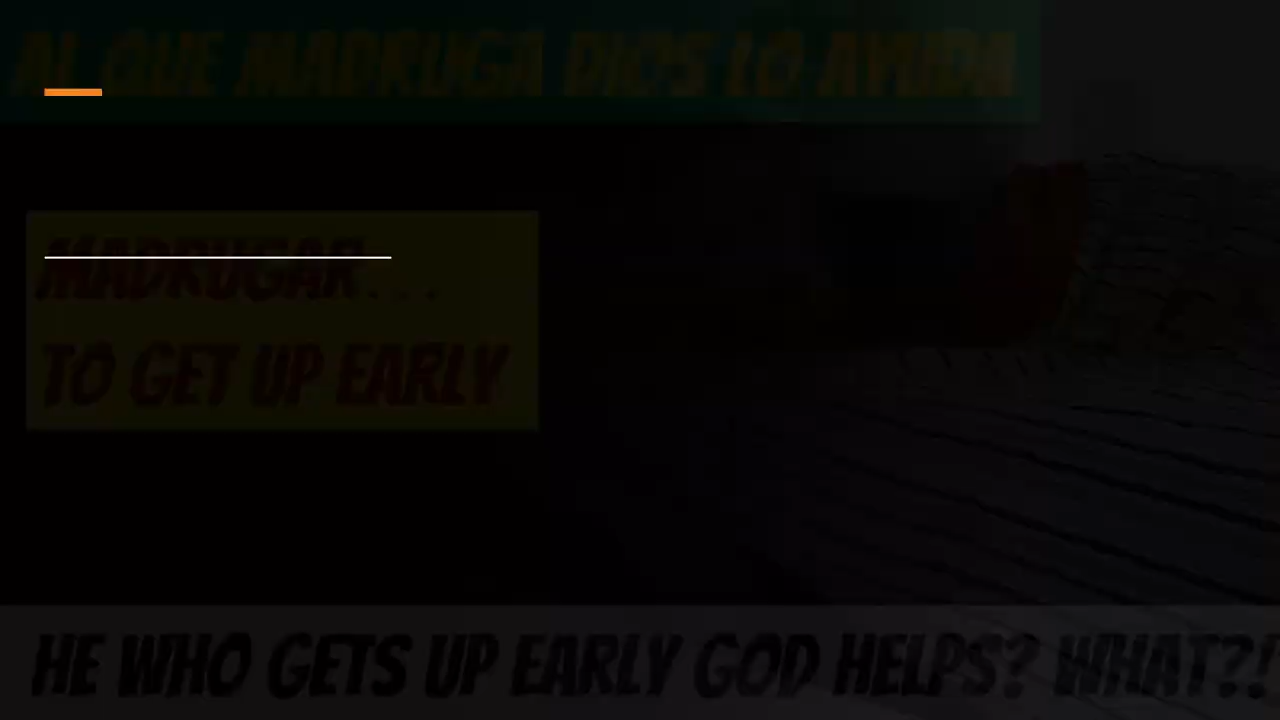 AL QUE MADRUGA DIOS LO AYUDA
MADRUGAR...
TO GET UP EARLY
HE WHO GETS UP EARLY GOD HELPS? WHAT?!